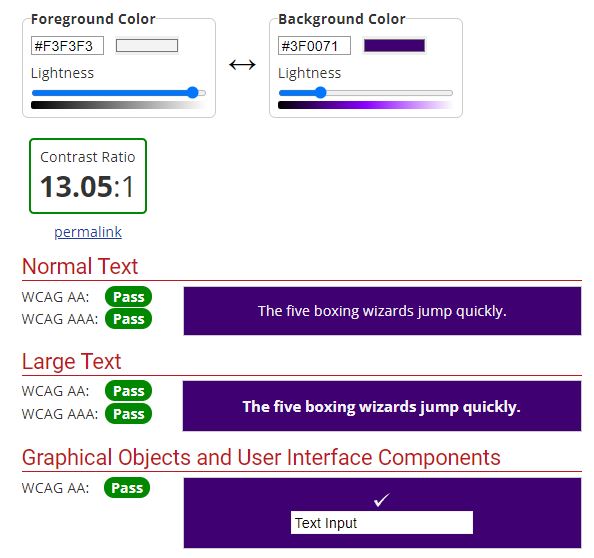 Foreground Color
#F3F3F3
Lightness
Background Color
#3F0071
Lightness
Contrast Ratio
13.05:1
permalink
Normal Text
WCAG AA: Pass
WCAG AAA: Pass
The five boxing wizards jump quickly.
Large Text
WCAG AA: Pass
WCAG AAA: Pass
The five boxing wizards jump quickly.
Graphical Objects and User Interface Components
WCAG AA: Pass
Text Input